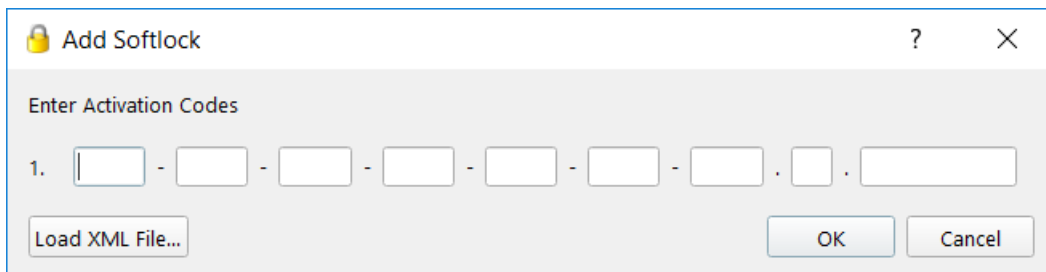 Add Softlock ?
Enter Activation Codes
1. - - - - - - . .
Load XML File... OK Cancel